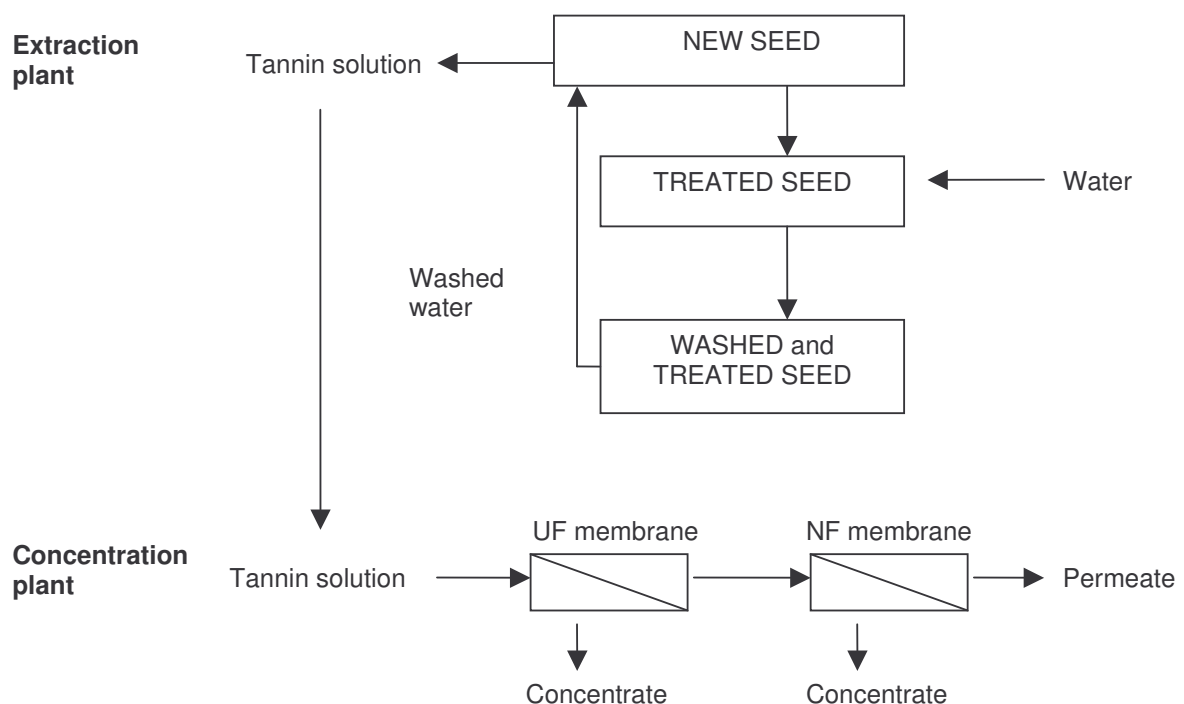 Extraction
plant
Tannin solution
NEW SEED
TREATED SEED
Water
Washed
water
WASHED and
TREATED SEED
Concentration
plant
Tannin solution
UF membrane
NF membrane
Permeate
Concentrate
Concentrate